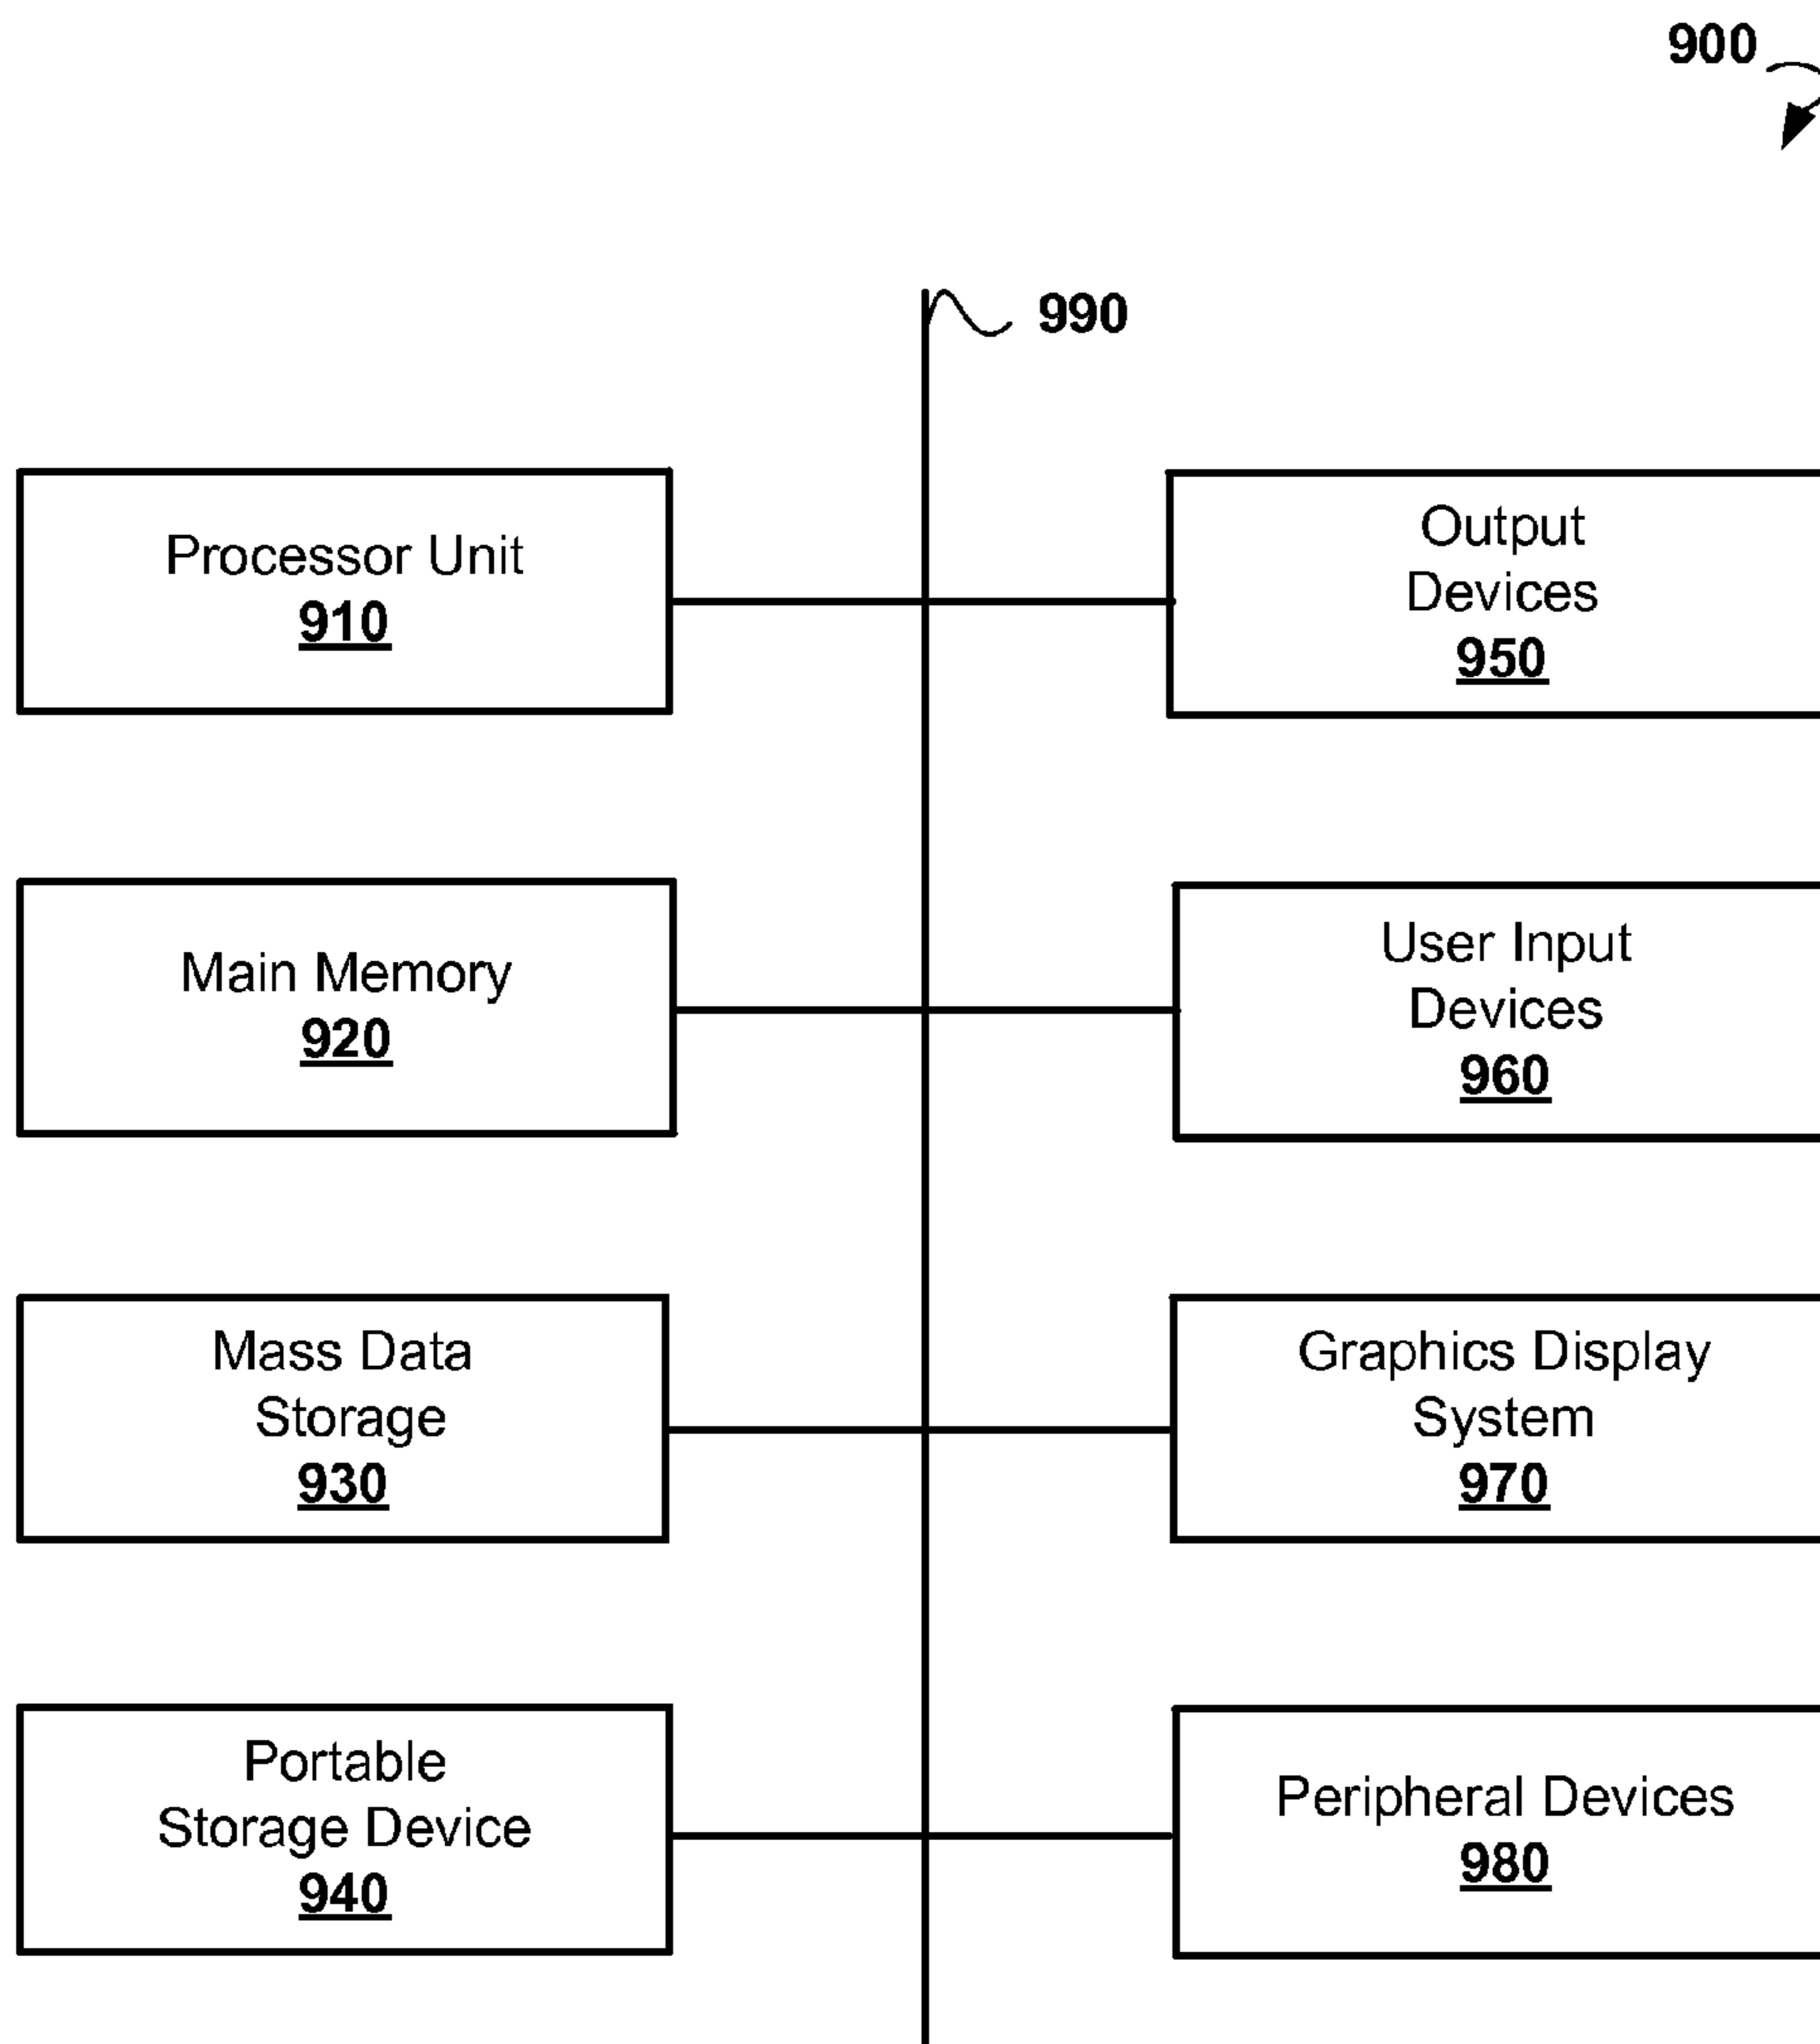 900
990
Processor Unit
910
Output
Devices
950
Main Memory
920
User Input
Devices
960
Mass Data
Storage
930
Graphics Display
System
970
Portable
Storage Device
940
Peripheral Devices
980